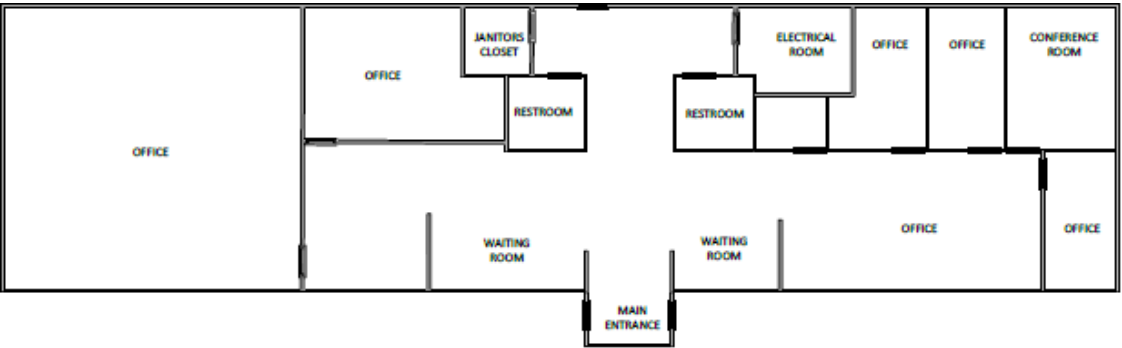 JANITORS
CLOSET
ELECTRICAL
ROOM
OFFICE
OFFICE
CONFERENCE
ROOM
OFFICE
RESTROOM
RESTROOM
OFFICE
WAITING
ROOM
WAITING
ROOM
OFFICE
OFFICE
MAIN
ENTRANCE